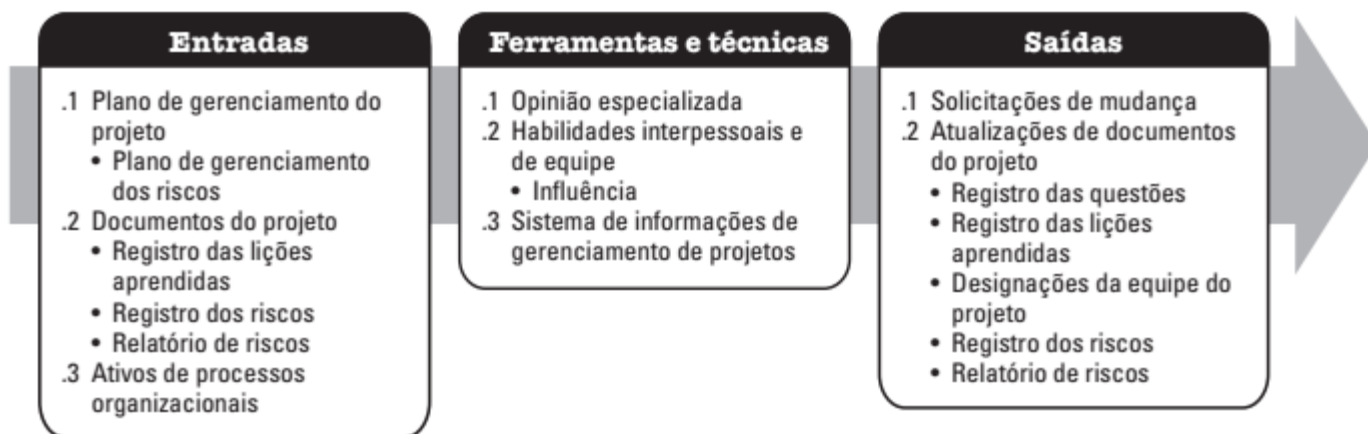 Entradas
.1 Plano de gerenciamento do
projeto
• Plano de gerenciamento
dos riscos
.2 Documentos do projeto
• Registro das lições
aprendidas
• Registro dos riscos
• Relatório de riscos
.3 Ativos de processos
organizacionais
Ferramentas e técnicas
.1 Opinião especializada
.2 Habilidades interpessoais e
de equipe
• Influência
.3 Sistema de informações de
gerenciamento de projetos
Saídas
.1 Solicitações de mudança
.2 Atualizações de documentos
do projeto
• Registro das questões
• Registro das lições
aprendidas
• Designações da equipe do
projeto
• Registro dos riscos
• Relatório de riscos